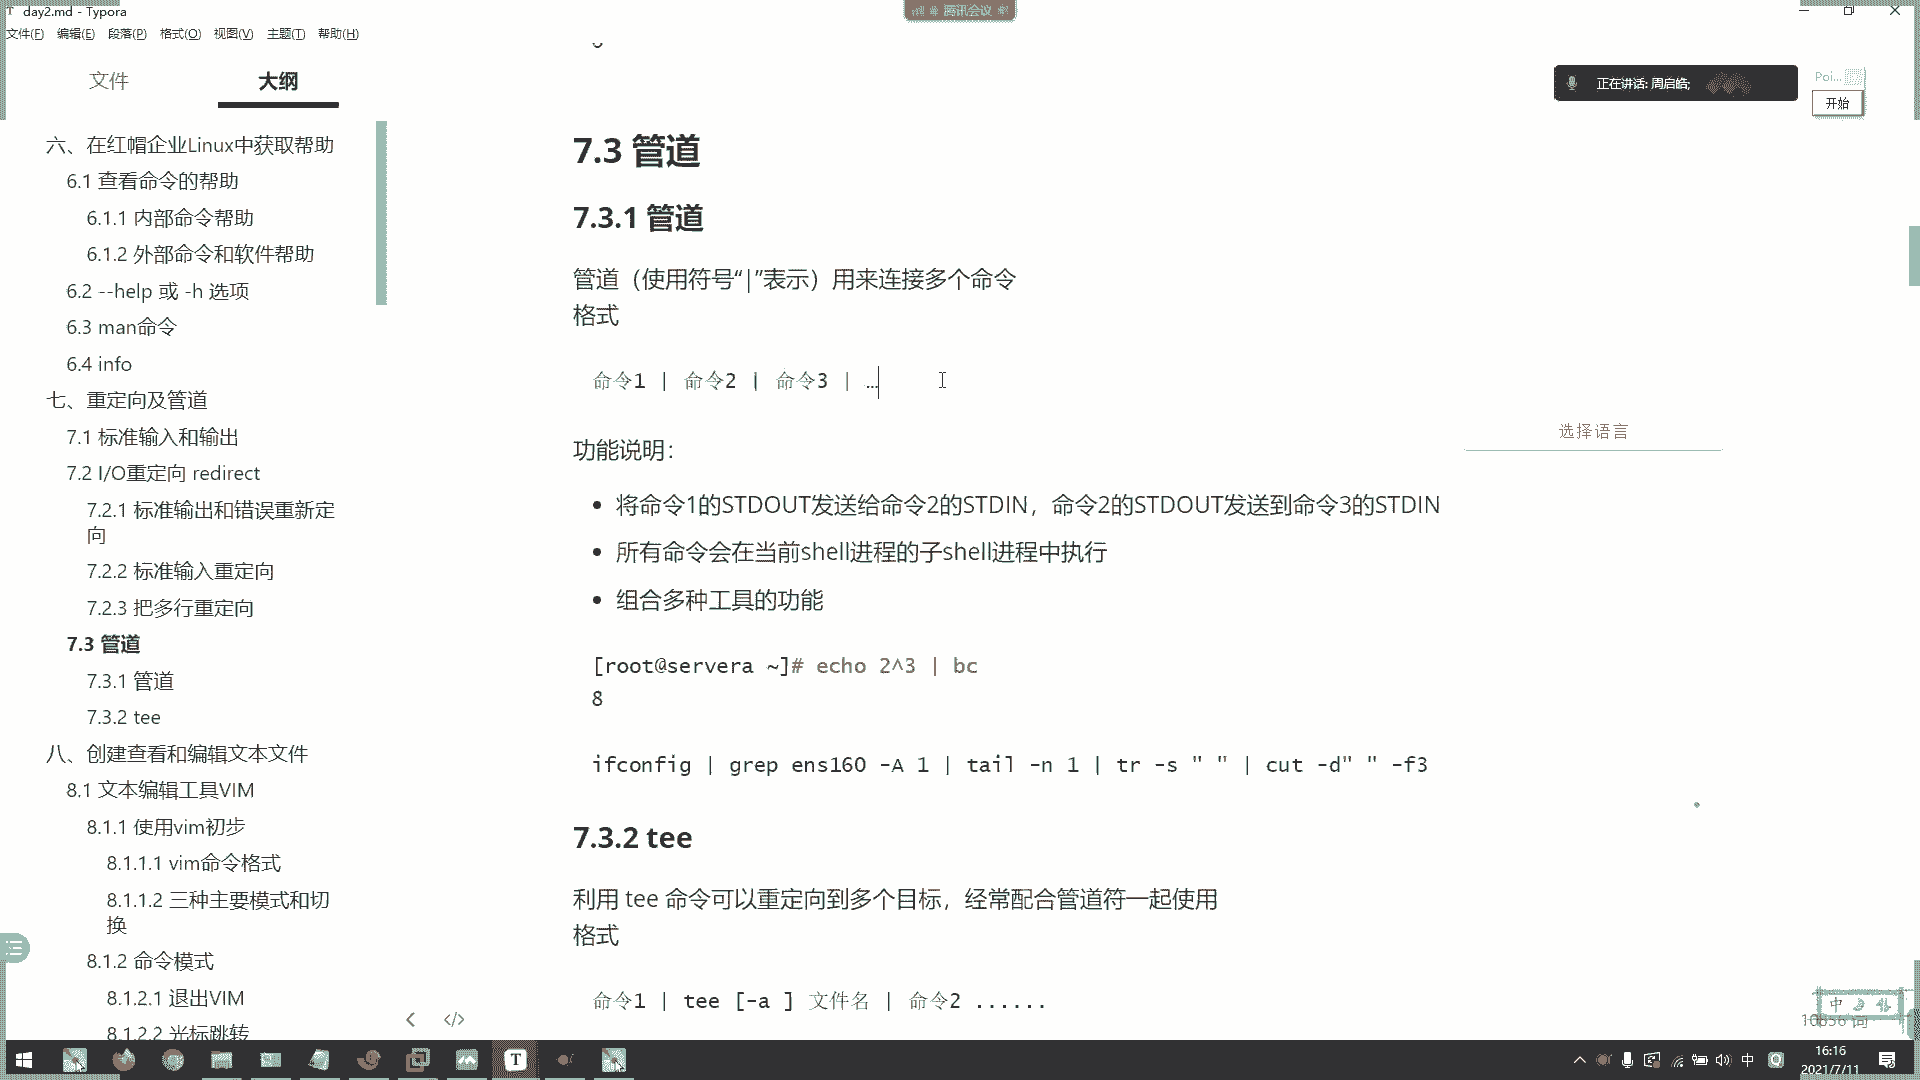 day2.md - Typora
腾讯会议
文件(F) 编辑(E) 段落(P) 格式(O) 视图(V) 主题(T) 帮助(H)
文件 大纲
正在讲话: 周启皓;
Poi...
开始
六、在红帽企业Linux中获取帮助
6.1 查看命令的帮助
6.1.1 内部命令帮助
6.1.2 外部命令和软件帮助
6.2 --help 或 -h 选项
6.3 man命令
6.4 info
七、重定向及管道
7.1 标准输入和输出
7.2 I/O重定向 redirect
7.2.1 标准输出和错误重新定
向
7.2.2 标准输入重定向
7.2.3 把多行重定向
7.3 管道
7.3.1 管道
7.3.2 tee
八、创建查看和编辑文本文件
8.1 文本编辑工具VIM
8.1.1 使用vim初步
8.1.1.1 vim命令格式
8.1.1.2 三种主要模式和切
换
8.1.2 命令模式
8.1.2.1 退出VIM
8.1.2.2 光标跳转
7.3 管道
7.3.1 管道
管道（使用符号“|”表示）用来连接多个命令
格式
命令1 | 命令2 | 命令3 | …
功能说明：
• 将命令1的STDOUT发送给命令2的STDIN，命令2的STDOUT发送到命令3的STDIN
• 所有命令会在当前shell进程的子shell进程中执行
• 组合多种工具的功能
[root@servera ~]# echo 2^3 | bc
8
ifconfig | grep ens160 -A 1 | tail -n 1 | tr -s " " | cut -d" " -f3
7.3.2 tee
利用 tee 命令可以重定向到多个目标，经常配合管道符一起使用
格式
命令1 | tee [-a ] 文件名 | 命令2 ......
选择语言
中
中
16:16
2021/7/11